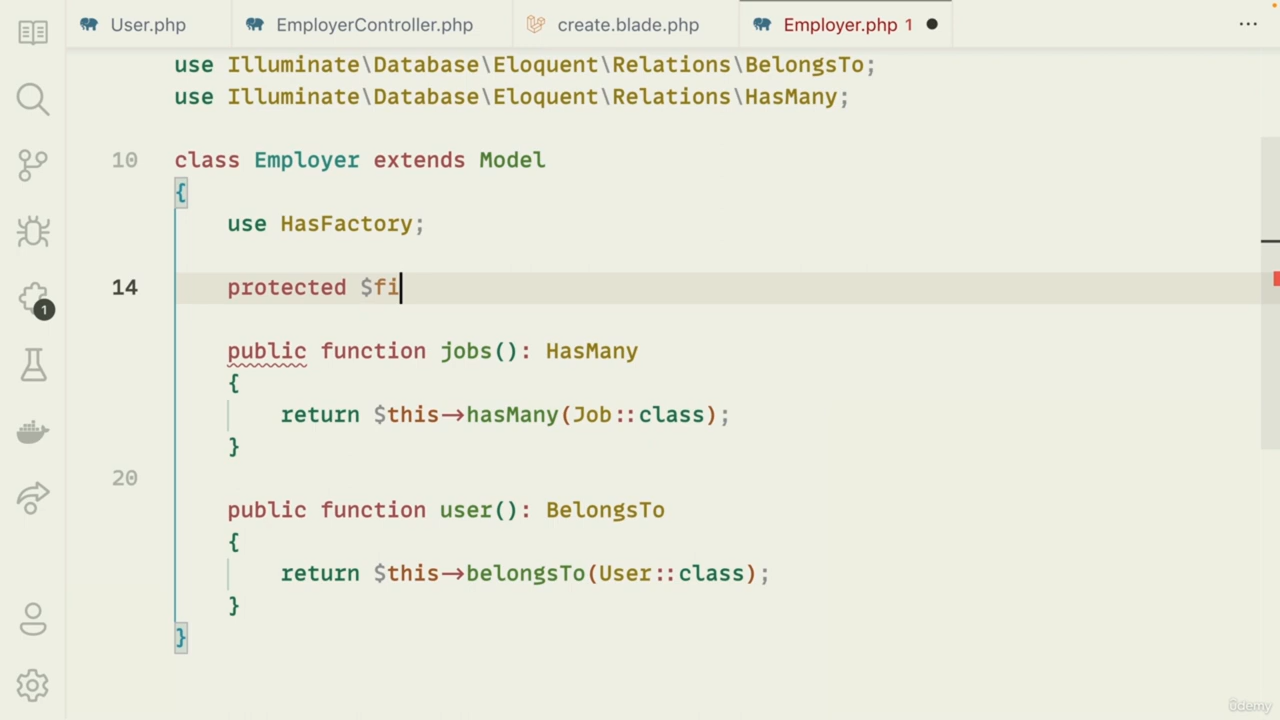 User.php EmployerController.php create.blade.php Employer.php 1
use Illuminate\Database\Eloquent\Relations\BelongsTo;
use Illuminate\Database\Eloquent\Relations\HasMany;
10 class Employer extends Model
{
use HasFactory;
14 protected $fi
public function jobs(): HasMany
{
return $this->hasMany(Job::class);
}
20
public function user(): BelongsTo
{
return $this->belongsTo(User::class);
}
}
1
ûdemy